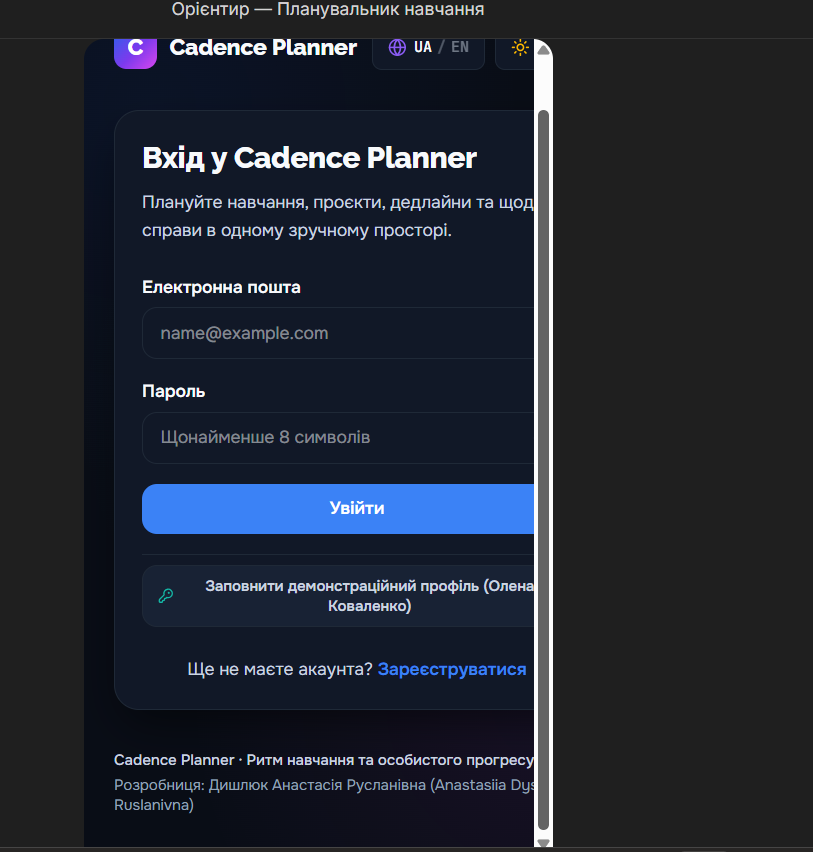 Орієнтир — Планувальник навчання
C Cadence Planner UA / EN
Вхід у Cadence Planner
Плануйте навчання, проєкти, дедлайни та щод
справи в одному зручному просторі.
Електронна пошта
name@example.com
Пароль
Щонайменше 8 символів
Увійти
Заповнити демонстраційний профіль (Олена
Коваленко)
Ще не маєте акаунта? Зареєструватися
Cadence Planner · Ритм навчання та особистого прогресу
Розробниця: Дишлюк Анастасія Русланівна (Anastasiia Dys
Ruslanivna)